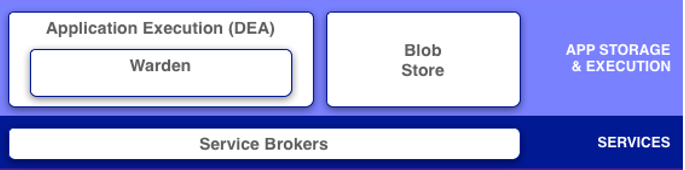 Application Execution (DEA)
Warden
Blob
Store
APP STORAGE
& EXECUTION
Service Brokers
SERVICES